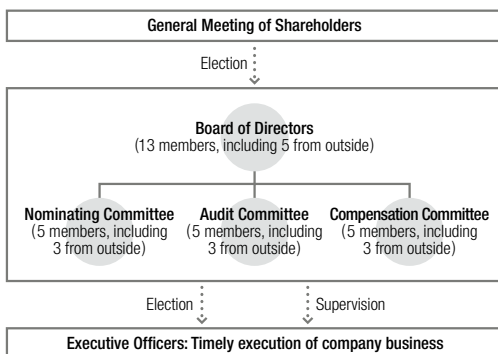 General Meeting of Shareholders
Election
Board of Directors
(13 members, including 5 from outside)
Nominating Committee
(5 members, including
3 from outside)
Audit Committee
(5 members, including
3 from outside)
Compensation Committee
(5 members, including
3 from outside)
Election
Supervision
Executive Officers: Timely execution of company business